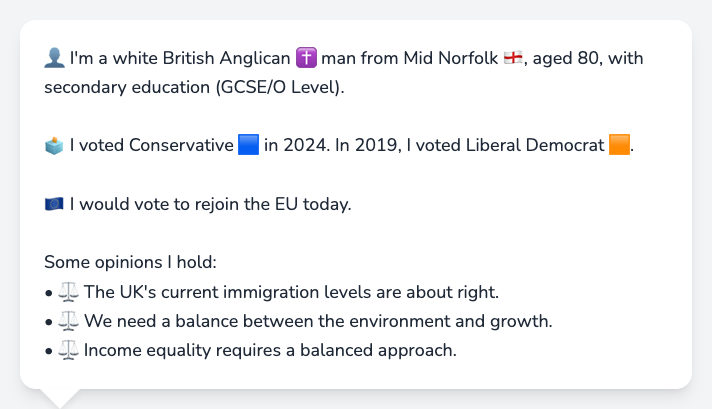 👤 I'm a white British Anglican ✝️ man from Mid Norfolk 🏴󠁧󠁢󠁥󠁮󠁧󠁿, aged 80, with
secondary education (GCSE/O Level).
🗳️ I voted Conservative 🟦 in 2024. In 2019, I voted Liberal Democrat 🟧.
🇪🇺 I would vote to rejoin the EU today.
Some opinions I hold:
• ⚖️ The UK's current immigration levels are about right.
• ⚖️ We need a balance between the environment and growth.
• ⚖️ Income equality requires a balanced approach.